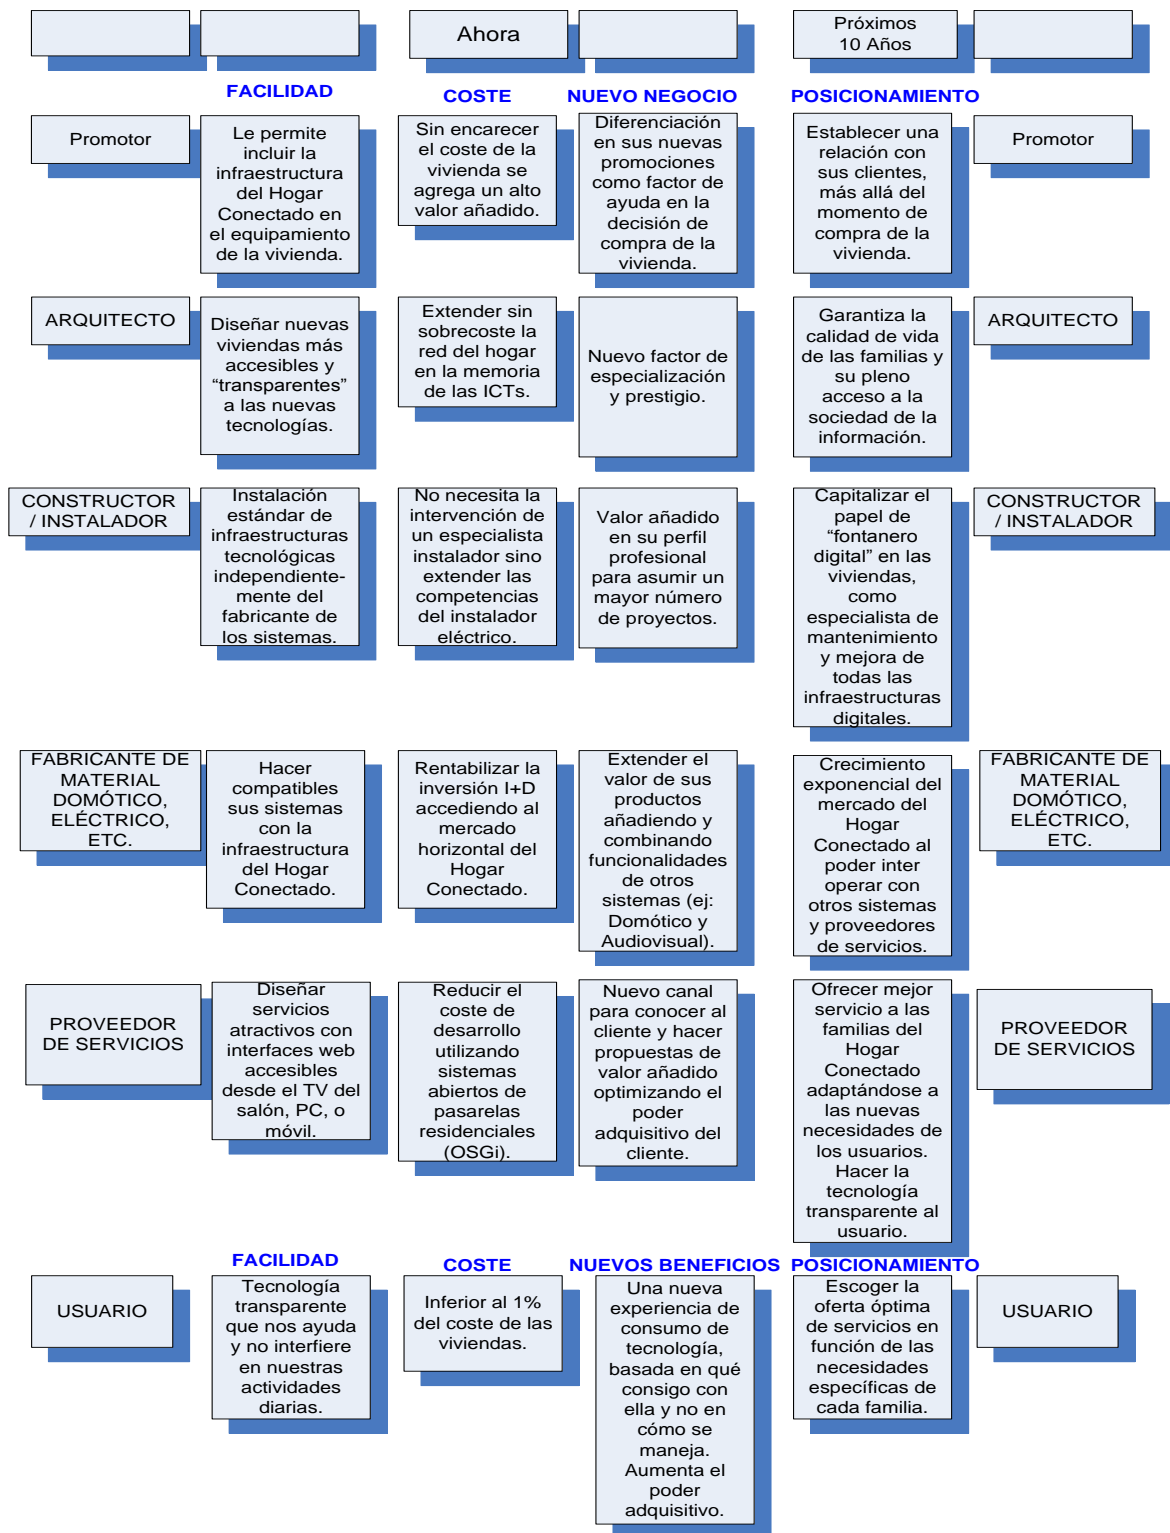 Ahora
Próximos
10 Años
FACILIDAD
COSTE
NUEVO NEGOCIO
POSICIONAMIENTO
Promotor
Le permite
incluir la
infraestructura
del Hogar
Conectado en
el equipamiento
de la vivienda.
Sin encarecer
el coste de la
vivienda se
agrega un alto
valor añadido.
Diferenciación
en sus nuevas
promociones
como factor de
ayuda en la
decisión de
compra de la
vivienda.
Establecer una
relación con
sus clientes,
más allá del
momento de
compra de la
vivienda.
Promotor
ARQUITECTO
Diseñar nuevas
viviendas más
accesibles y
“transparentes”
a las nuevas
tecnologías.
Extender sin
sobrecoste la
red del hogar
en la memoria
de las ICTs.
Nuevo factor de
especialización
y prestigio.
Garantiza la
calidad de vida
de las familias y
su pleno
acceso a la
sociedad de la
información.
ARQUITECTO
CONSTRUCTOR
/ INSTALADOR
Instalación
estándar de
infraestructuras
tecnológicas
independiente-
mente del
fabricante de
los sistemas.
No necesita la
intervención de
un especialista
instalador sino
extender las
competencias
del instalador
eléctrico.
Valor añadido
en su perfil
profesional
para asumir un
mayor número
de proyectos.
Capitalizar el
papel de
“fontanero
digital” en las
viviendas,
como
especialista de
mantenimiento
y mejora de
todas las
infraestructuras
digitales.
CONSTRUCTOR
/ INSTALADOR
FABRICANTE DE
MATERIAL
DOMÓTICO,
ELÉCTRICO,
ETC.
Hacer
compatibles
sus sistemas
con la
infraestructura
del Hogar
Conectado.
Rentabilizar la
inversión I+D
accediendo al
mercado
horizontal del
Hogar
Conectado.
Extender el
valor de sus
productos
añadiendo y
combinando
funcionalidades
de otros
sistemas (ej:
Domótico y
Audiovisual).
Crecimiento
exponencial del
mercado del
Hogar
Conectado al
poder inter
operar con
otros sistemas
y proveedores
de servicios.
FABRICANTE DE
MATERIAL
DOMÓTICO,
ELÉCTRICO,
ETC.
PROVEEDOR
DE SERVICIOS
Diseñar
servicios
atractivos con
interfaces web
accesibles
desde el TV del
salón, PC, o
móvil.
Reducir el
coste de
desarrollo
utilizando
sistemas
abiertos de
pasarelas
residenciales
(OSGi).
Nuevo canal
para conocer al
cliente y hacer
propuestas de
valor añadido
optimizando el
poder
adquisitivo del
cliente.
Ofrecer mejor
servicio a las
familias del
Hogar
Conectado
adaptándose a
las nuevas
necesidades de
los usuarios.
Hacer la
tecnología
transparente al
usuario.
PROVEEDOR
DE SERVICIOS
FACILIDAD
COSTE
NUEVOS BENEFICIOS
POSICIONAMIENTO
USUARIO
Tecnología
transparente
que nos ayuda
y no interfiere
en nuestras
actividades
diarias.
Inferior al 1%
del coste de las
viviendas.
Una nueva
experiencia de
consumo de
tecnología,
basada en qué
consigo con
ella y no en
cómo se
maneja.
Aumenta el
poder
adquisitivo.
Escoger la
oferta óptima
de servicios en
función de las
necesidades
específicas de
cada familia.
USUARIO